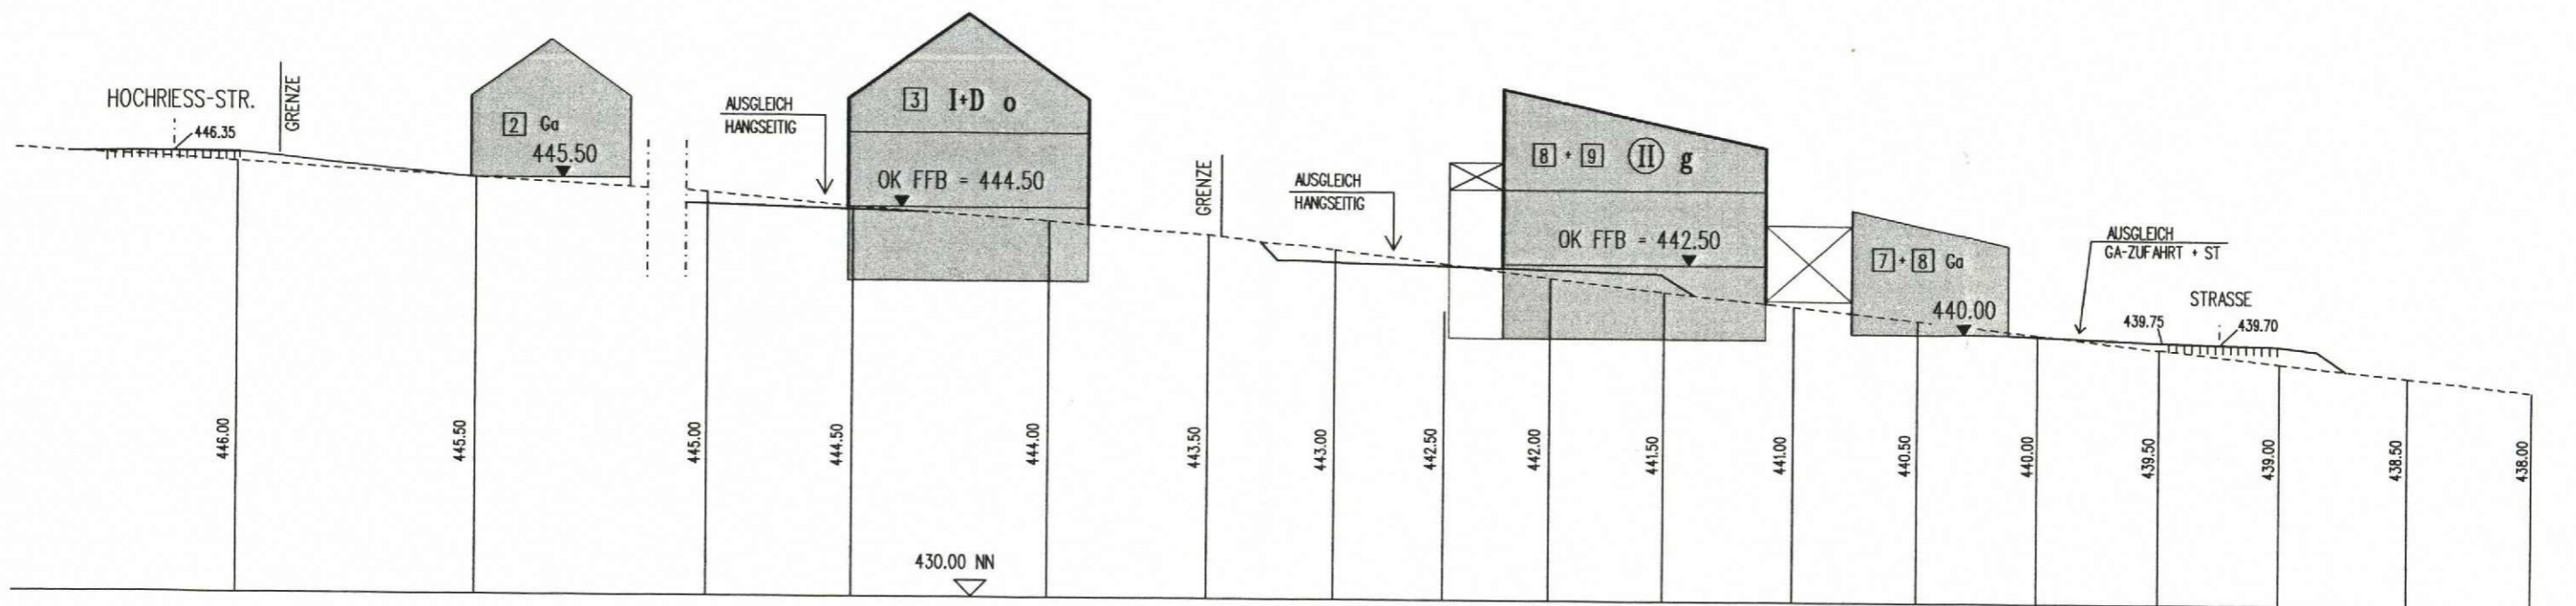 HOCHRIESS-STR.
446.35
GRENZE
2 Ga
445.50
AUSGLEICH
HANGSEITIG
3 I+D o
OK FFB = 444.50
GRENZE
AUSGLEICH
HANGSEITIG
8 + 9 II g
OK FFB = 442.50
7 + 8 Ga
440.00
AUSGLEICH
GA-ZUFAHRT + ST
STRASSE
439.75
439.70
446.00
445.50
445.00
444.50
444.00
443.50
443.00
442.50
442.00
441.50
441.00
440.50
440.00
439.50
439.00
438.50
438.00
430.00 NN